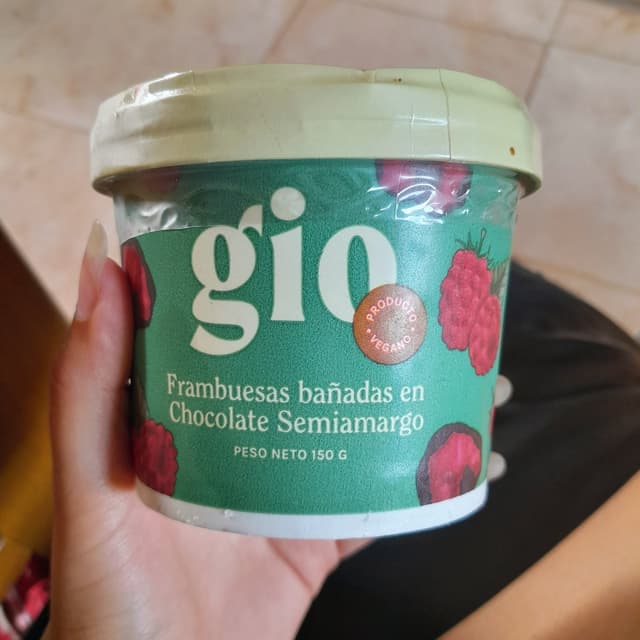 gio
PRODUCTO
VEGANO
Frambuesas bañadas en
Chocolate Semiamargo
PESO NETO 150 G